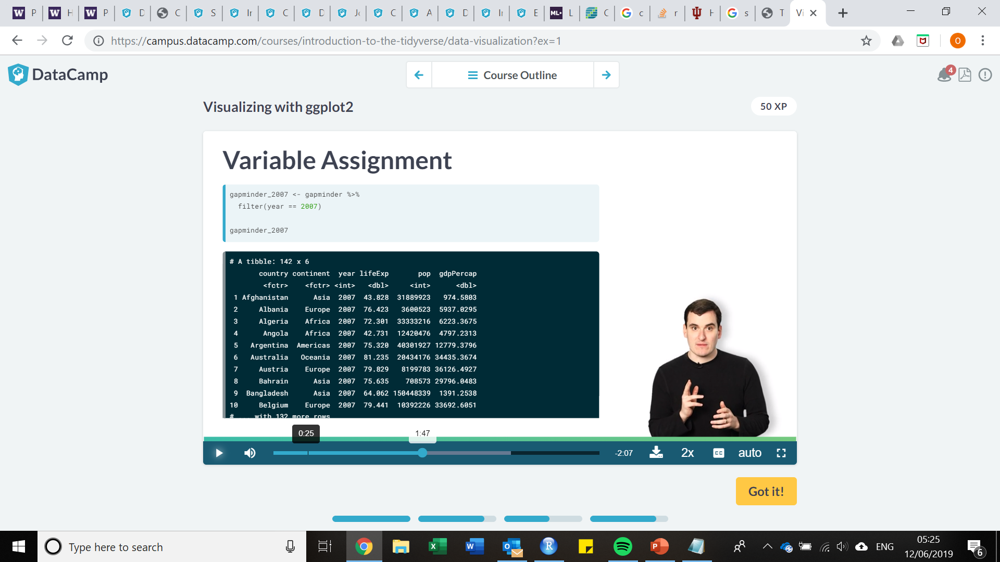 W P W H W P D C S In C D Jo C A D In E ML+ L C G c r H G s T Vi
https://campus.datacamp.com/courses/introduction-to-the-tidyverse/data-visualization?ex=1
O
DataCamp
Course Outline
4
Visualizing with ggplot2
50 XP
Variable Assignment
gapminder_2007 <- gapminder %>%
filter(year == 2007)
gapminder_2007
# A tibble: 142 x 6
country continent year lifeExp pop gdpPercap
<fctr> <fctr> <int> <dbl> <int> <dbl>
1 Afghanistan Asia 2007 43.828 31889923 974.5803
2 Albania Europe 2007 76.423 3600523 5937.0295
3 Algeria Africa 2007 72.301 33333216 6223.3675
4 Angola Africa 2007 42.731 12420476 4797.2313
5 Argentina Americas 2007 75.320 40301927 12779.3796
6 Australia Oceania 2007 81.235 20434176 34435.3674
7 Austria Europe 2007 79.829 8199783 36126.4927
8 Bahrain Asia 2007 75.635 708573 29796.0483
9 Bangladesh Asia 2007 64.062 150448339 1391.2538
10 Belgium Europe 2007 79.441 10392226 33692.6051
# ... with 132 more rows
0:25
1:47
-2:07
2x
CC
auto
Got it!
Type here to search
ENG
05:25
12/06/2019
6